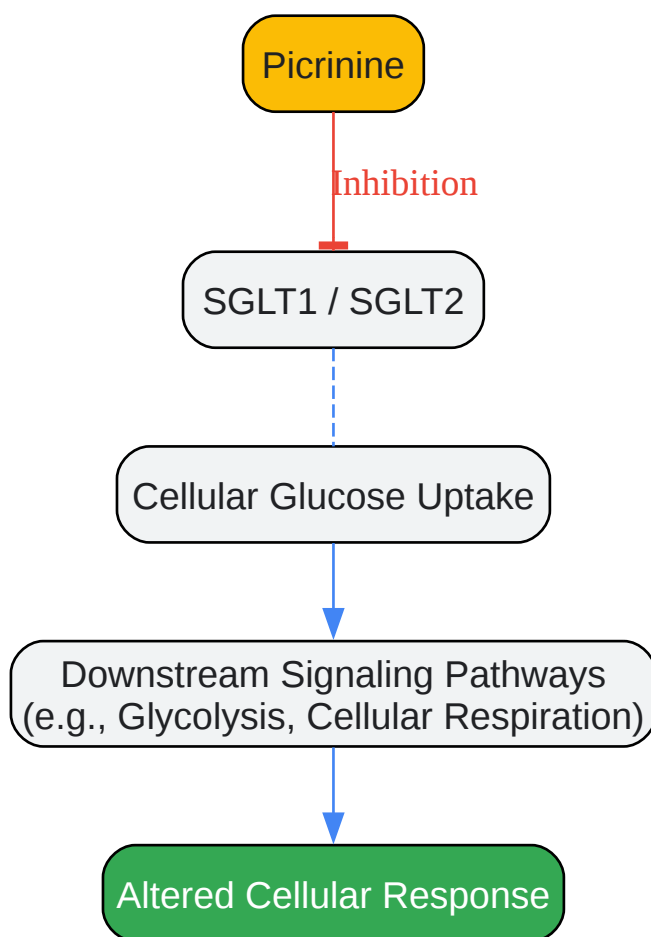 Picrinine
Inhibition
SGLT1 / SGLT2
Cellular Glucose Uptake
Downstream Signaling Pathways
(e.g., Glycolysis, Cellular Respiration)
Altered Cellular Response